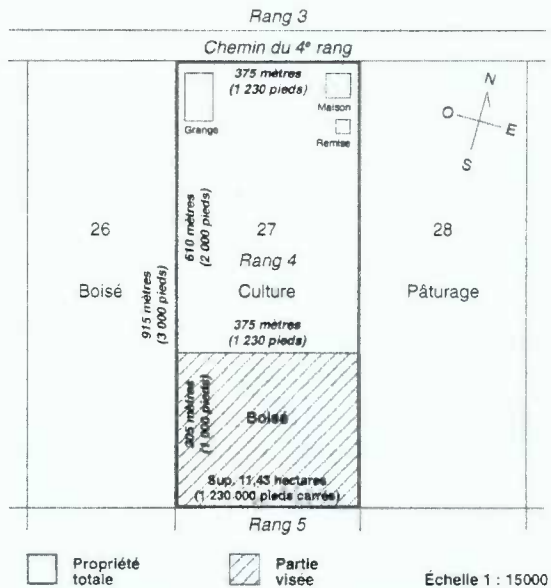 Rang 3
Chemin du 4e rang
375 mètres
(1 230 pieds)
Grange
Maison
Remise
N
O
E
S
610 mètres
(2 000 pieds)
26
Boisé
27
Rang 4
Culture
28
Pâturage
915 mètres
(3 000 pieds)
375 mètres
(1 230 pieds)
305 mètres
(1 000 pieds)
Boisé
Sup. 11,43 hectares
(1 230 000 pieds carrés)
Rang 5
Propriété
totale
Partie
visée
Échelle 1 : 15000